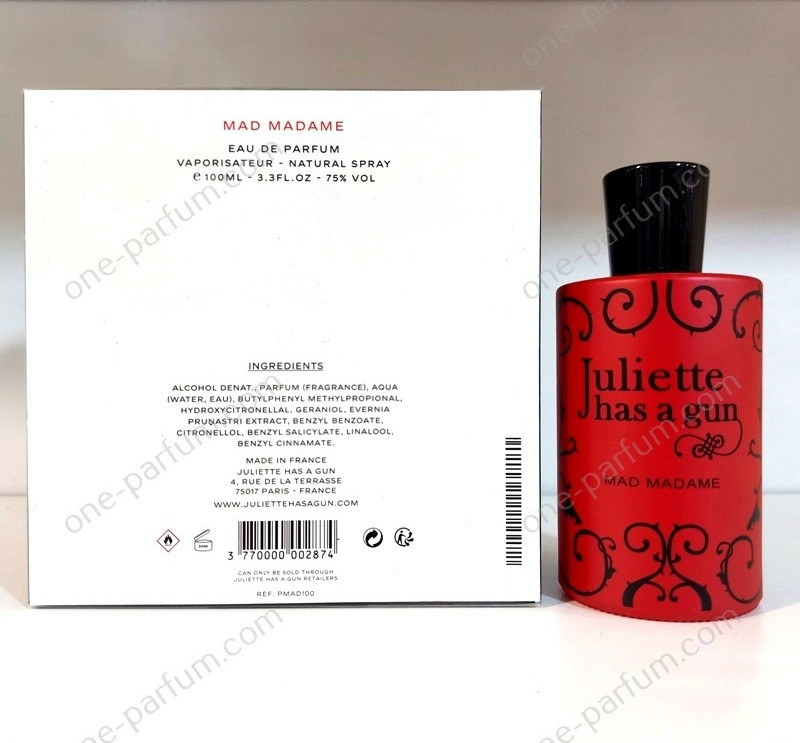 MAD MADAME
EAU DE PARFUM
VAPORISATEUR - NATURAL SPRAY
℮ 100ML - 3.3FL.OZ - 75% VOL
INGREDIENTS
ALCOHOL DENAT., PARFUM (FRAGRANCE), AQUA
(WATER, EAU), BUTYLPHENYL METHYLPROPIONAL,
HYDROXYCITRONELLAL, GERANIOL, EVERNIA
PRUNASTRI EXTRACT, BENZYL BENZOATE,
CITRONELLOL, BENZYL SALICYLATE, LINALOOL,
BENZYL CINNAMATE.
MADE IN FRANCE
JULIETTE HAS A GUN
4, RUE DE LA TERRASSE
75017 PARIS - FRANCE
WWW.JULIETTEHASAGUN.COM
30M
3 770000 002874
CAN ONLY BE SOLD THROUGH
JULIETTE HAS A GUN RETAILERS
REF: PMAD100
Juliette
has a gun
MAD MADAME
one-parfum.com
one-parfum.com
one-parfum.com
one-parfum.com
one-parfum.com
one-parfum.com